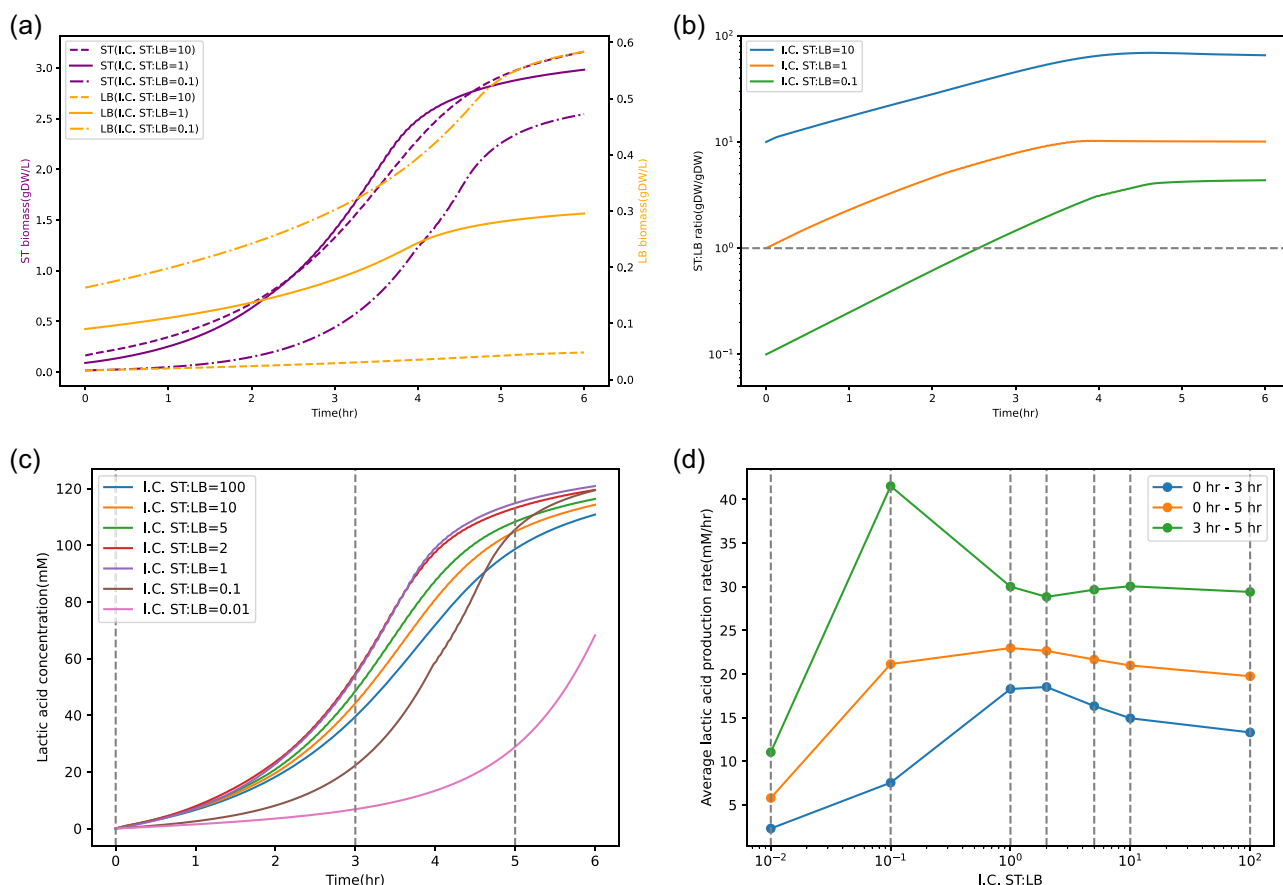 (a)
ST(I.C. ST:LB=10)
ST(I.C. ST:LB=1)
ST(I.C. ST:LB=0.1)
LB(I.C. ST:LB=10)
LB(I.C. ST:LB=1)
LB(I.C. ST:LB=0.1)
ST biomass(gDW/L)
3.0
2.5
2.0
1.5
1.0
0.5
0.0
LB biomass(gDW/L)
0.6
0.5
0.4
0.3
0.2
0.1
0.0
0 1 2 3 4 5 6
Time(hr)
(b)
I.C. ST:LB=10
I.C. ST:LB=1
I.C. ST:LB=0.1
ST:LB ratio(gDW/gDW)
10²
10¹
10⁰
10⁻¹
0 1 2 3 4 5 6
Time(hr)
(c)
I.C. ST:LB=100
I.C. ST:LB=10
I.C. ST:LB=5
I.C. ST:LB=2
I.C. ST:LB=1
I.C. ST:LB=0.1
I.C. ST:LB=0.01
Lactic acid concentration(mM)
120
100
80
60
40
20
0
0 1 2 3 4 5 6
Time(hr)
(d)
0 hr - 3 hr
0 hr - 5 hr
3 hr - 5 hr
Average lactic acid production rate(mM/hr)
40
35
30
25
20
15
10
5
10⁻² 10⁻¹ 10⁰ 10¹ 10²
I.C. ST:LB